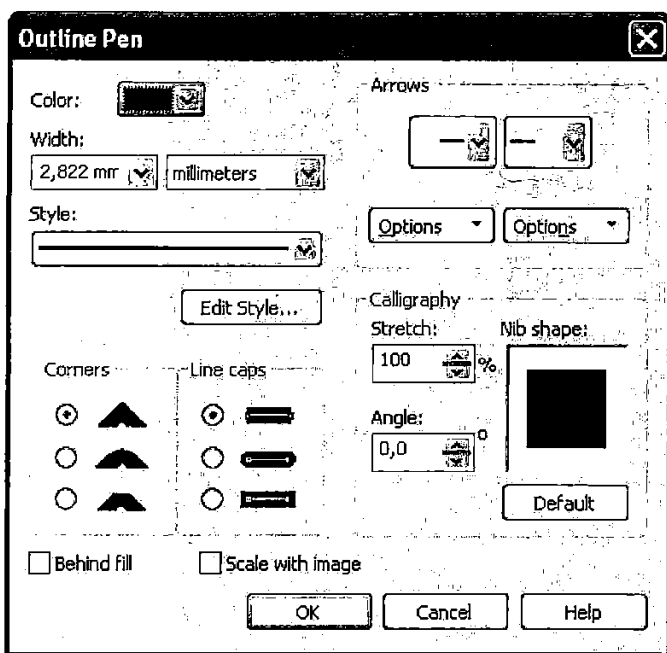 Outline Pen
Color:
Width:
2,822 mm millimeters
Style:
Edit Style...
Corners
Line caps
Behind fill
Scale with image
Arrows
Options Options
Calligraphy
Stretch:
100 %
Angle:
0,0 °
Nib shape:
Default
OK Cancel Help